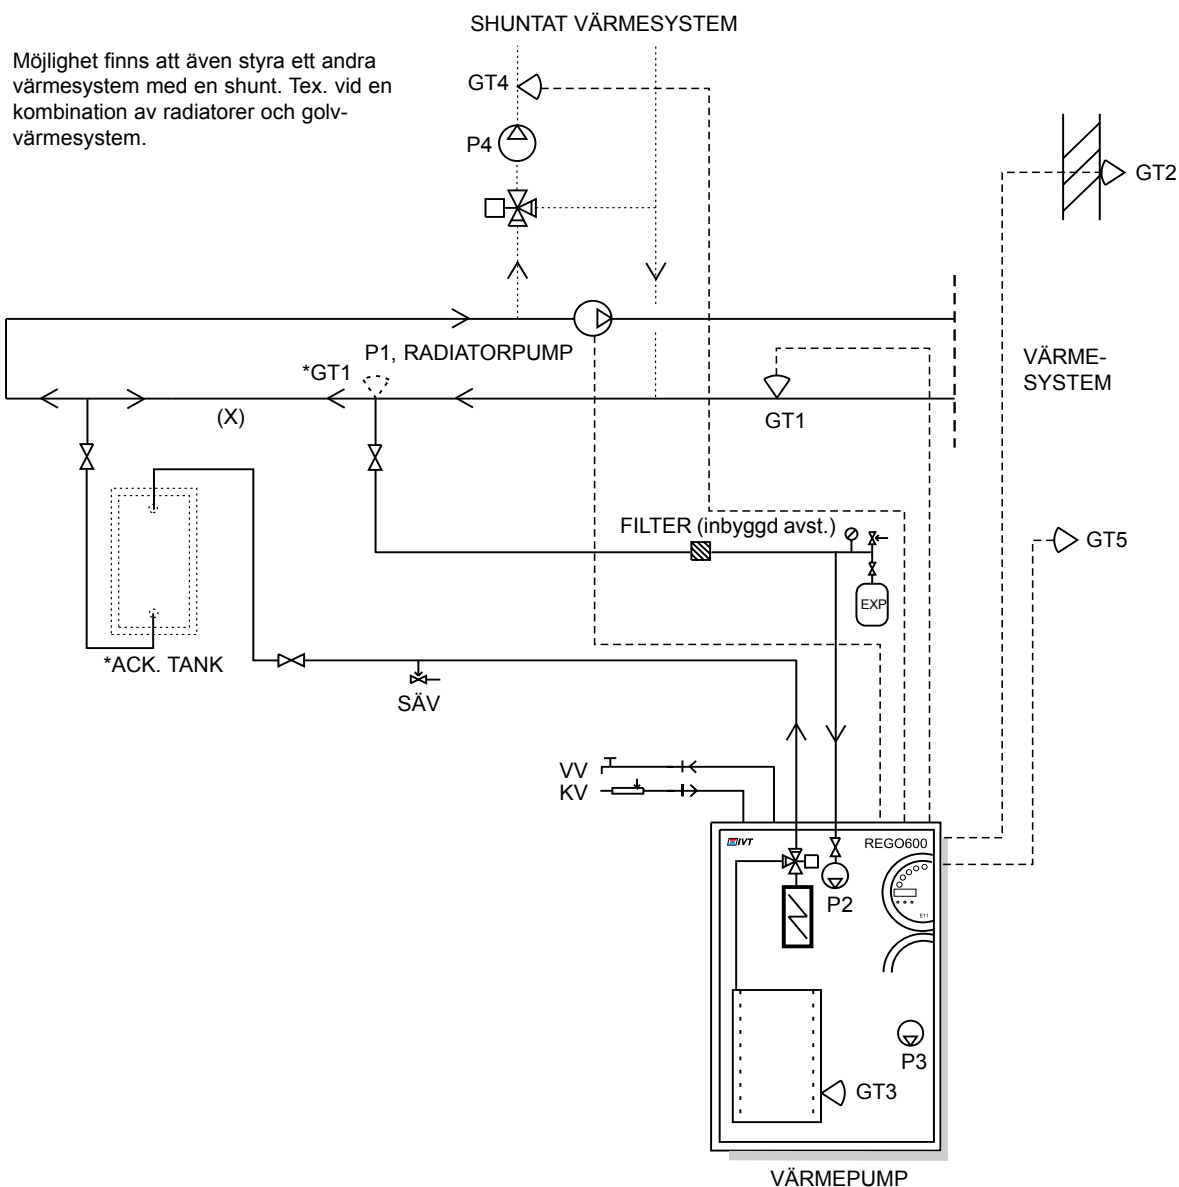 SHUNTAT VÄRMESYSTEM
Möjlighet finns att även styra ett andra
värmesystem med en shunt. Tex. vid en
kombination av radiatorer och golv-
värmesystem.
GT4
P4
GT2
P1, RADIATORPUMP
*GT1
(X)
GT1
VÄRME-
SYSTEM
FILTER (inbyggd avst.)
GT5
EXP
*ACK. TANK
SÄV
VV
KV
IVT
REGO600
P2
E11
P3
GT3
VÄRMEPUMP